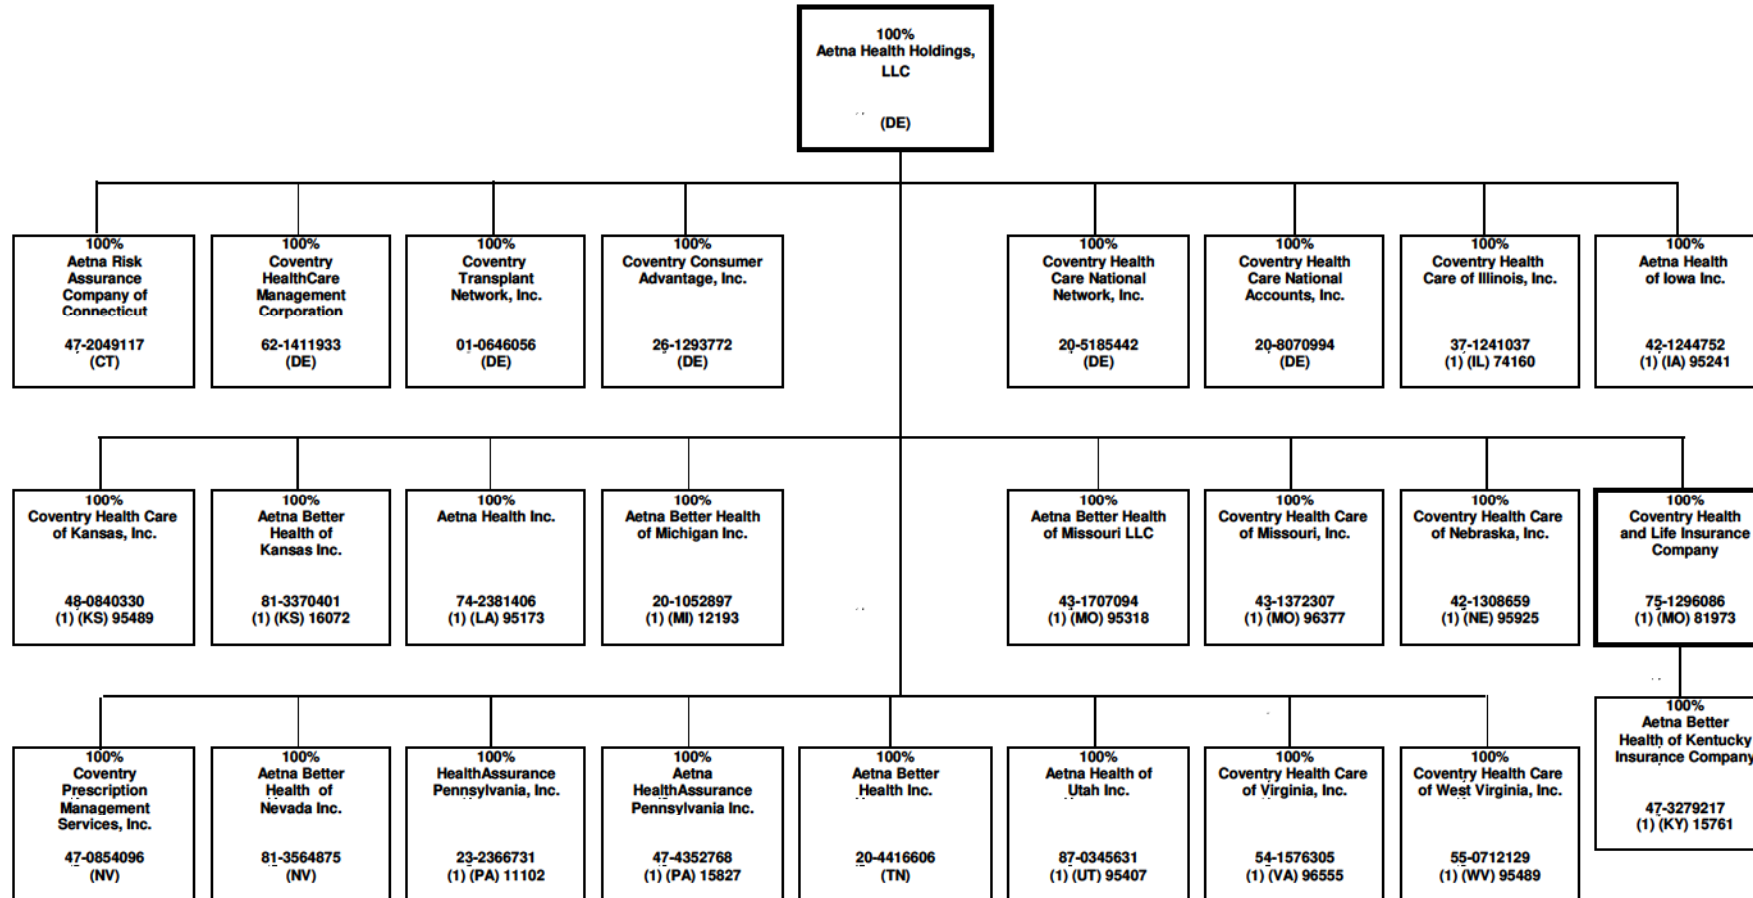 100%
Aetna Health Holdings,
LLC
(DE)
100%
Aetna Risk
Assurance
Company of
Connecticut
47-2049117
(CT)
100%
Coventry
HealthCare
Management
Corporation
62-1411933
(DE)
100%
Coventry
Transplant
Network, Inc.
01-0646056
(DE)
100%
Coventry Consumer
Advantage, Inc.
26-1293772
(DE)
100%
Coventry Health
Care National
Network, Inc.
20-5185442
(DE)
100%
Coventry Health
Care National
Accounts, Inc.
20-8070994
(DE)
100%
Coventry Health
Care of Illinois, Inc.
37-1241037
(1) (IL) 74160
100%
Aetna Health
of Iowa Inc.
42-1244752
(1) (IA) 95241
100%
Coventry Health Care
of Kansas, Inc.
48-0840330
(1) (KS) 95489
100%
Aetna Better
Health of
Kansas Inc.
81-3370401
(1) (KS) 16072
100%
Aetna Health Inc.
74-2381406
(1) (LA) 95173
100%
Aetna Better Health
of Michigan Inc.
20-1052897
(1) (MI) 12193
100%
Aetna Better Health
of Missouri LLC
43-1707094
(1) (MO) 95318
100%
Coventry Health Care
of Missouri, Inc.
43-1372307
(1) (MO) 96377
100%
Coventry Health Care
of Nebraska, Inc.
42-1308659
(1) (NE) 95925
100%
Coventry Health
and Life Insurance
Company
75-1296086
(1) (MO) 81973
100%
Aetna Better
Health of Kentucky
Insurance Company
47-3279217
(1) (KY) 15761
100%
Coventry
Prescription
Management
Services, Inc.
47-0854096
(NV)
100%
Aetna Better
Health of
Nevada Inc.
81-3564875
(NV)
100%
HealthAssurance
Pennsylvania, Inc.
23-2366731
(1) (PA) 11102
100%
Aetna
HealthAssurance
Pennsylvania Inc.
47-4352768
(1) (PA) 15827
100%
Aetna Better
Health Inc.
20-4416606
(TN)
100%
Aetna Health of
Utah Inc.
87-0345631
(1) (UT) 95407
100%
Coventry Health Care
of Virginia, Inc.
54-1576305
(1) (VA) 96555
100%
Coventry Health Care
of West Virginia, Inc.
55-0712129
(1) (WV) 95489